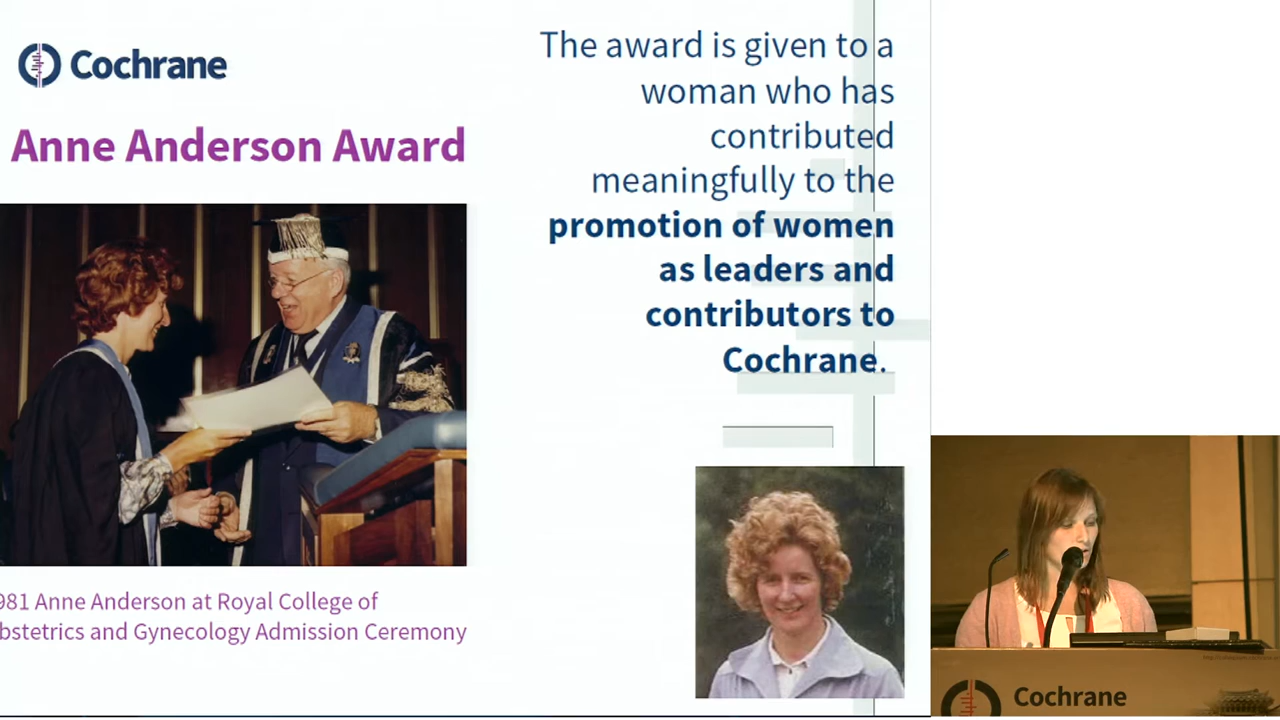 Cochrane
Anne Anderson Award
The award is given to a
woman who has
contributed
meaningfully to the
promotion of women
as leaders and
contributors to
Cochrane.
981 Anne Anderson at Royal College of
bstetrics and Gynecology Admission Ceremony
Cochrane